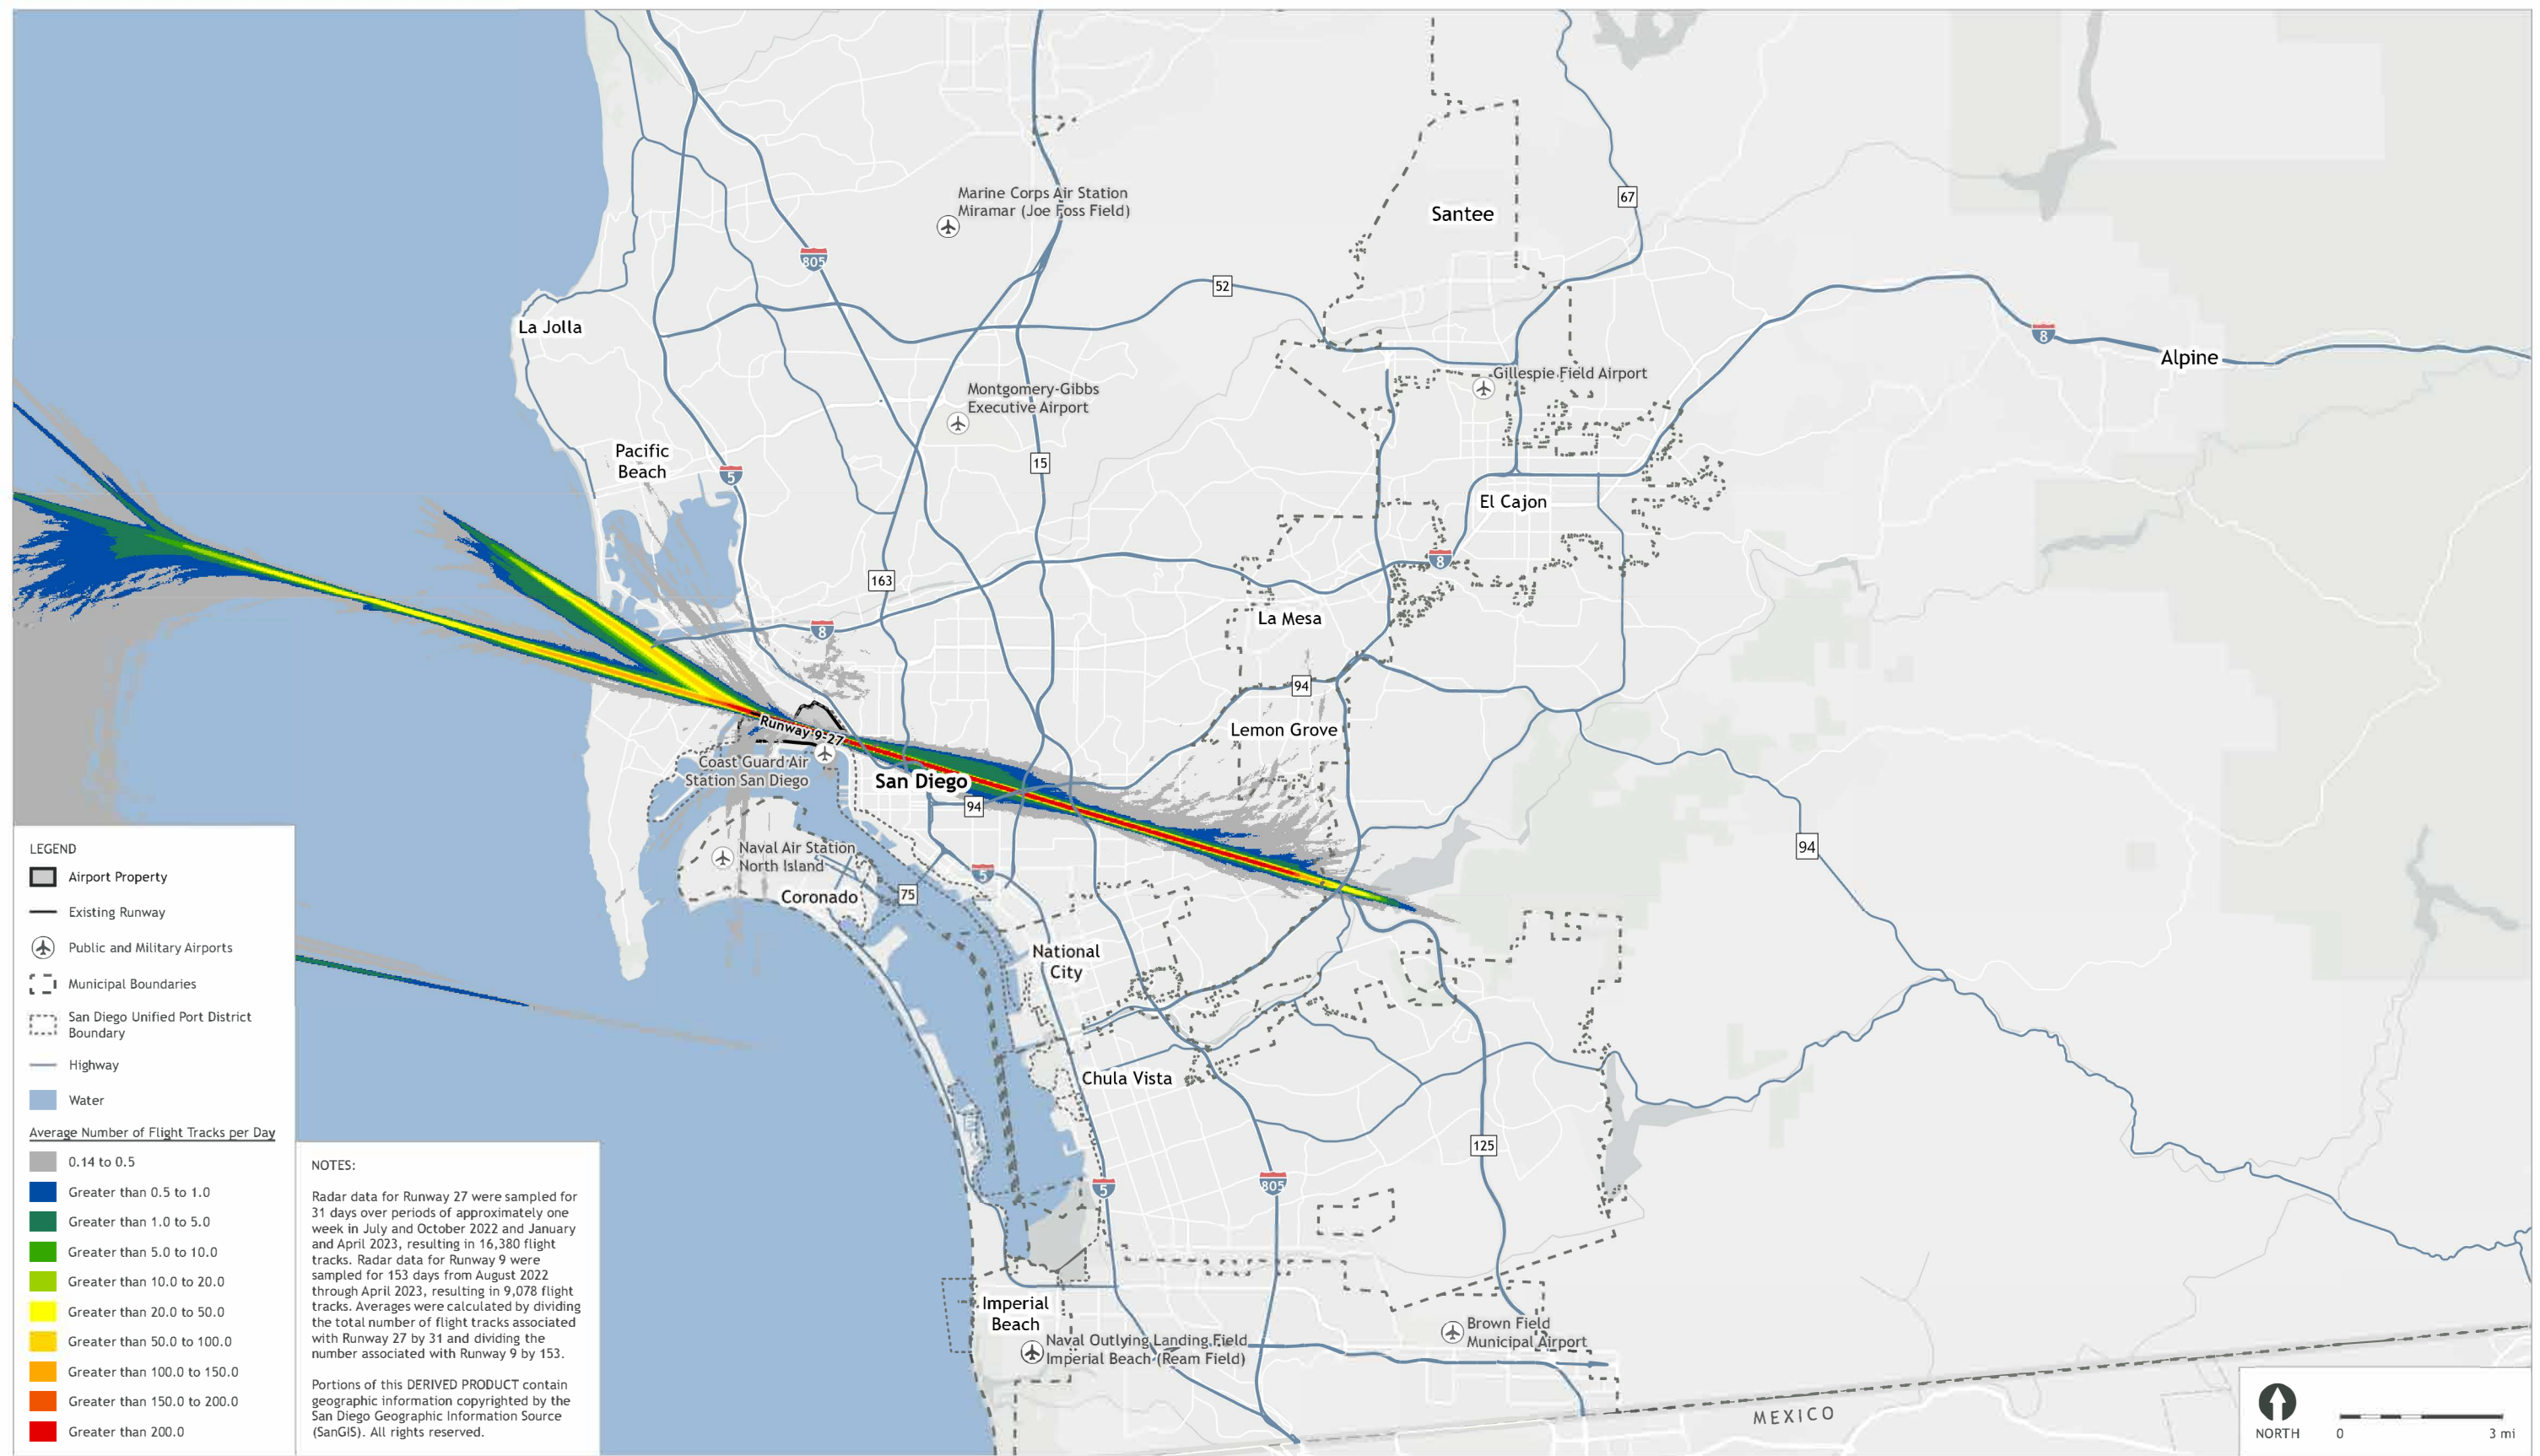 Marine Corps Air Station
Miramar (Joe Foss Field)
Santee
67
805
52
La Jolla
8
Alpine
Gillespie Field Airport
Montgomery-Gibbs
Executive Airport
Pacific
Beach
5
15
El Cajon
8
163
La Mesa
8
94
Lemon Grove
Runway 9-27
Coast Guard Air
Station San Diego
San Diego
94
94
Naval Air Station
North Island
5
Coronado
75
National
City
Chula Vista
125
5
805
Imperial
Beach
Naval Outlying Landing Field
Imperial Beach (Ream Field)
Brown Field
Municipal Airport
MEXICO
LEGEND
Airport Property
Existing Runway
Public and Military Airports
Municipal Boundaries
San Diego Unified Port District
Boundary
Highway
Water
Average Number of Flight Tracks per Day
0.14 to 0.5
Greater than 0.5 to 1.0
Greater than 1.0 to 5.0
Greater than 5.0 to 10.0
Greater than 10.0 to 20.0
Greater than 20.0 to 50.0
Greater than 50.0 to 100.0
Greater than 100.0 to 150.0
Greater than 150.0 to 200.0
Greater than 200.0
NOTES:
Radar data for Runway 27 were sampled for
31 days over periods of approximately one
week in July and October 2022 and January
and April 2023, resulting in 16,380 flight
tracks. Radar data for Runway 9 were
sampled for 153 days from August 2022
through April 2023, resulting in 9,078 flight
tracks. Averages were calculated by dividing
the total number of flight tracks associated
with Runway 27 by 31 and dividing the
number associated with Runway 9 by 153.
Portions of this DERIVED PRODUCT contain
geographic information copyrighted by the
San Diego Geographic Information Source
(SanGIS). All rights reserved.
NORTH
0
3 mi